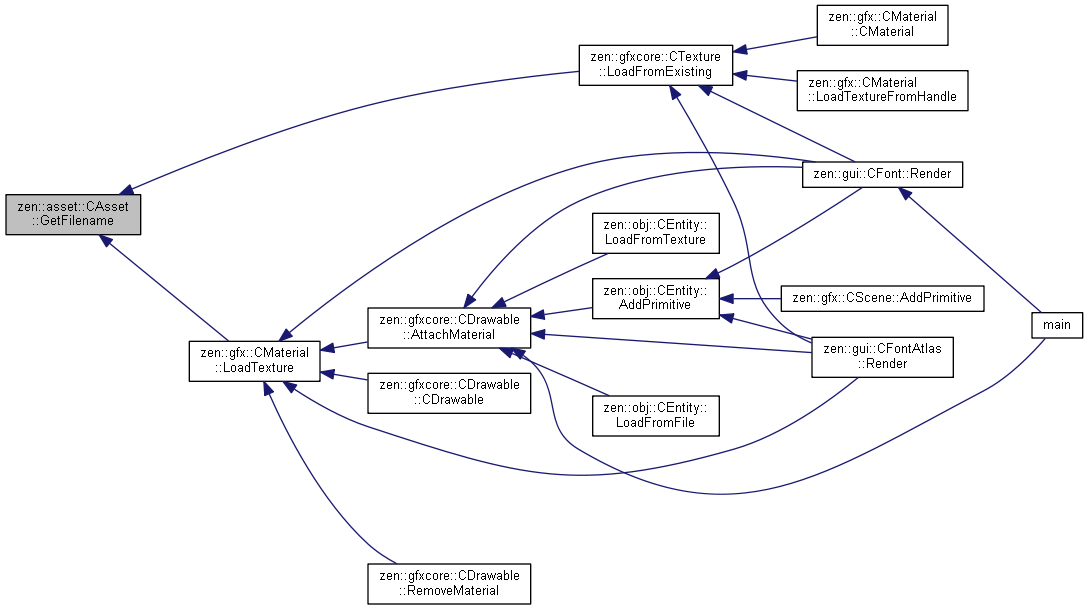 zen::gfx::CMaterial
::CMaterial
zen::gfxcore::CTexture
::LoadFromExisting
zen::gfx::CMaterial
::LoadTextureFromHandle
zen::gui::CFont::Render
zen::asset::CAsset
::GetFilename
zen::obj::CEntity::
LoadFromTexture
zen::obj::CEntity::
AddPrimitive
zen::gfx::CScene::AddPrimitive
zen::gfxcore::CDrawable
::AttachMaterial
main
zen::gfx::CMaterial
::LoadTexture
zen::gui::CFontAtlas
::Render
zen::gfxcore::CDrawable
::CDrawable
zen::obj::CEntity::
LoadFromFile
zen::gfxcore::CDrawable
::RemoveMaterial